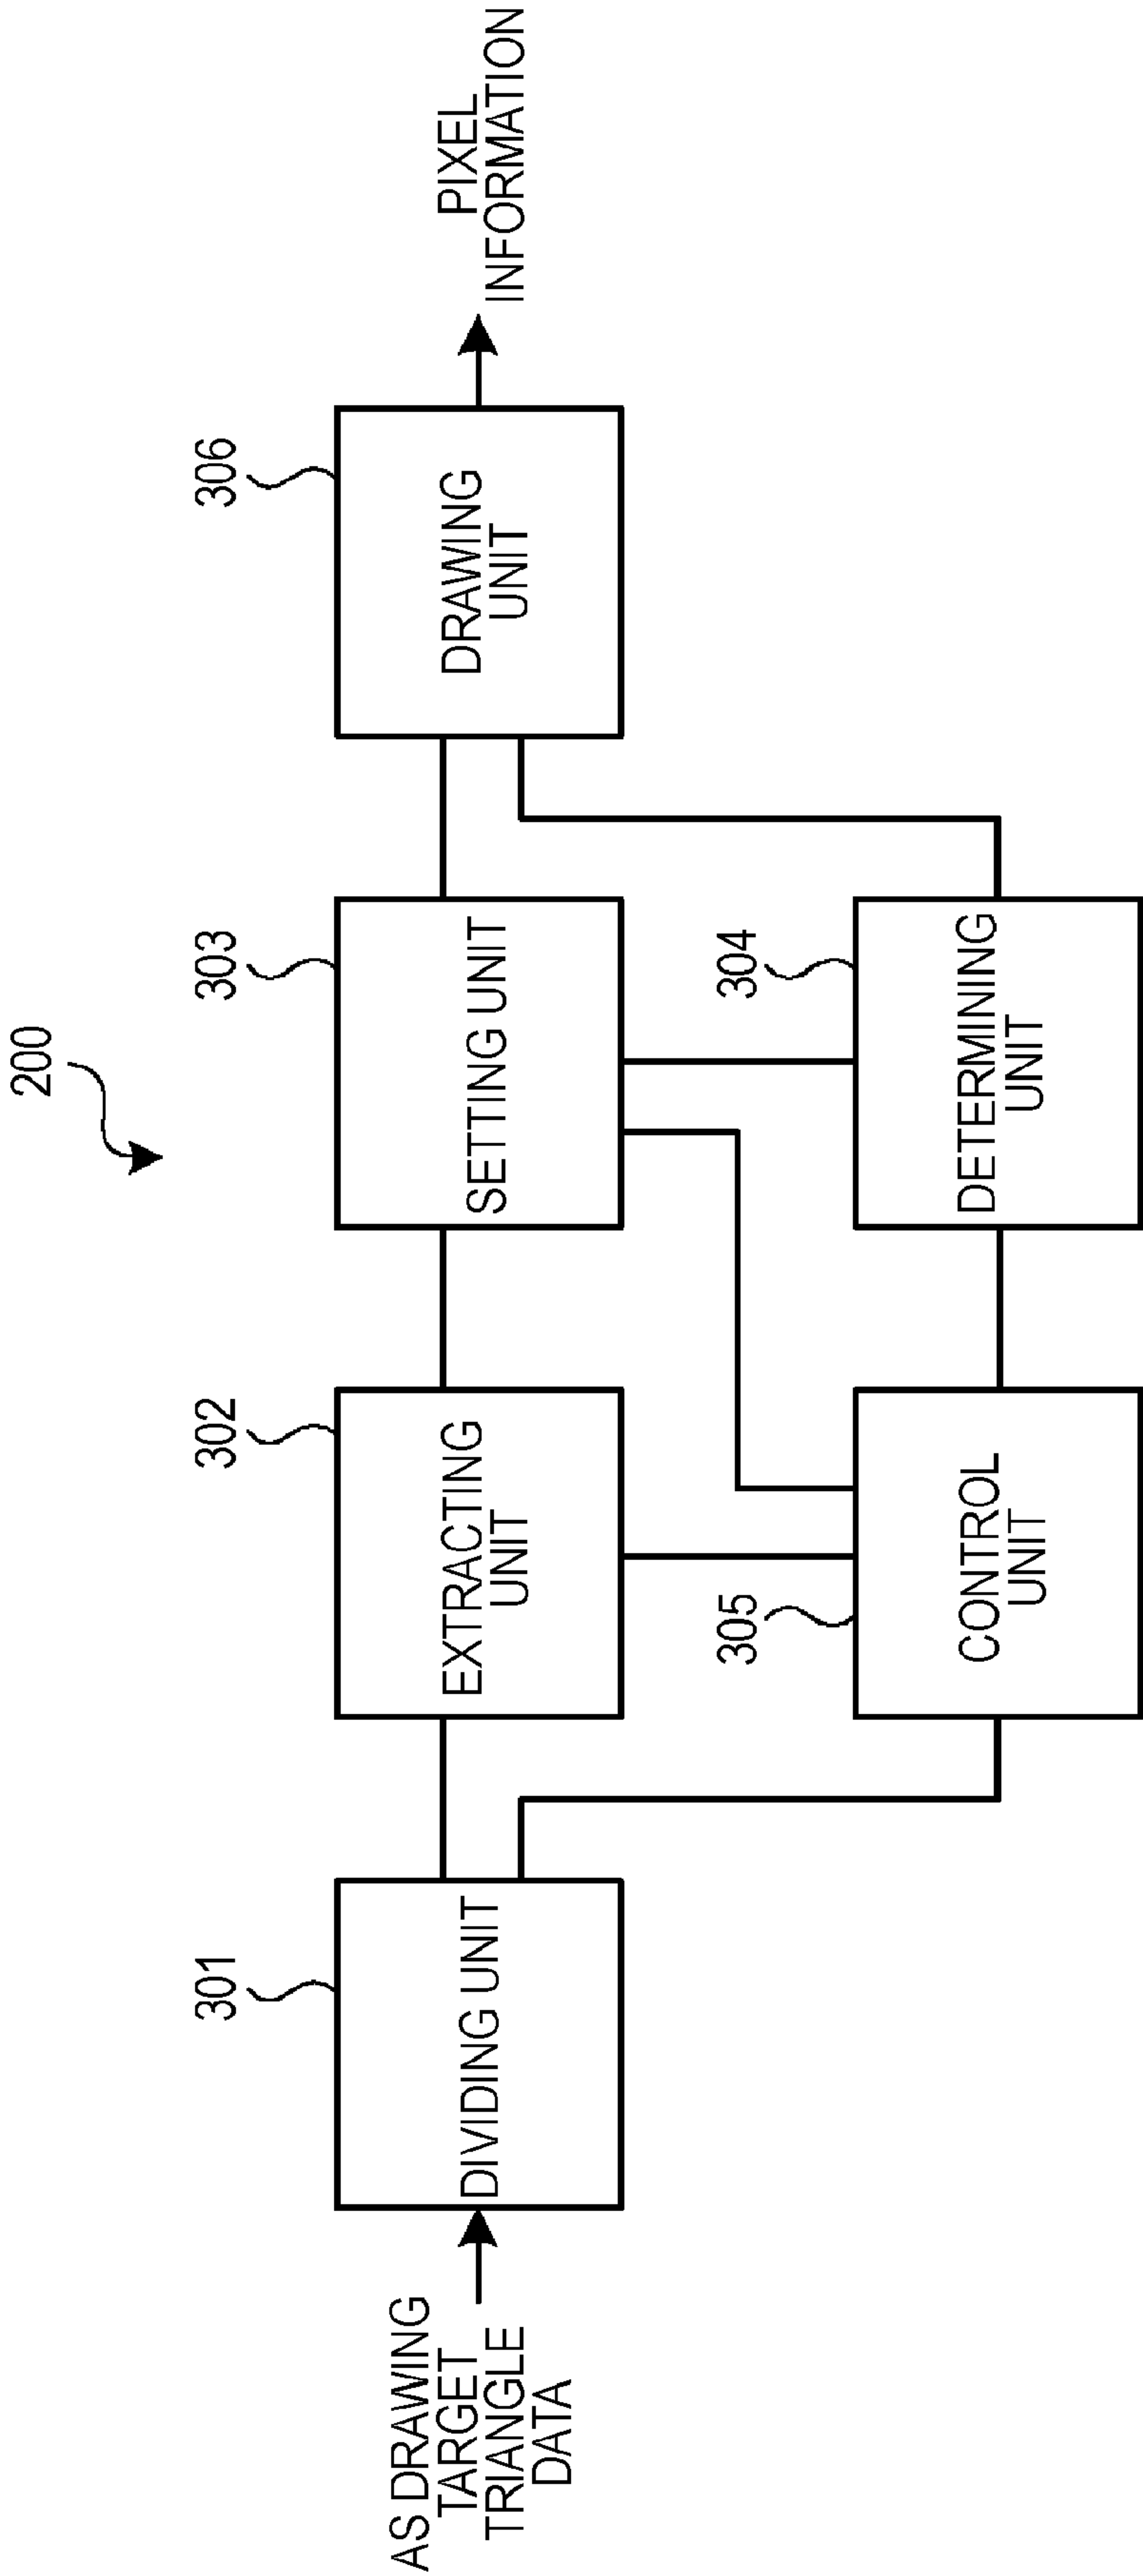 200
301
302
303
306
AS DRAWING
TARGET
TRIANGLE
DATA
DIVIDING UNIT
EXTRACTING
UNIT
SETTING UNIT
DRAWING
UNIT
PIXEL
INFORMATION
305
304
CONTROL
UNIT
DETERMINING
UNIT